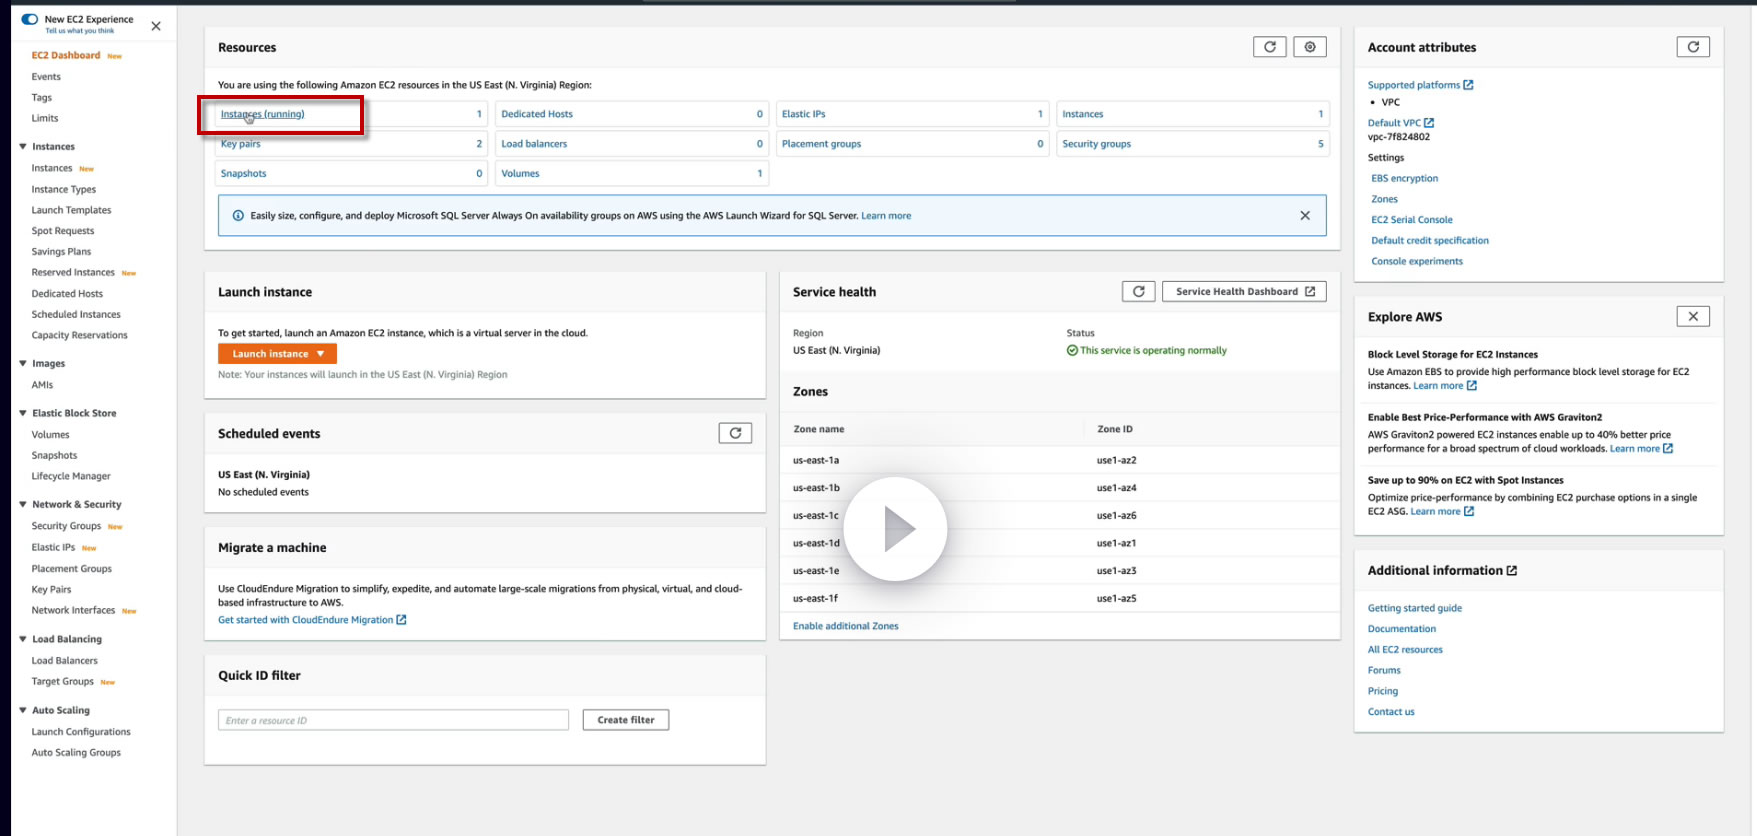 New EC2 Experience
Tell us what you think
EC2 Dashboard New
Events
Tags
Limits
Instances
Instances New
Instance Types
Launch Templates
Spot Requests
Savings Plans
Reserved Instances New
Dedicated Hosts
Scheduled Instances
Capacity Reservations
Images
AMIs
Elastic Block Store
Volumes
Snapshots
Lifecycle Manager
Network & Security
Security Groups New
Elastic IPs New
Placement Groups
Key Pairs
Network Interfaces New
Load Balancing
Load Balancers
Target Groups New
Auto Scaling
Launch Configurations
Auto Scaling Groups
Resources
You are using the following Amazon EC2 resources in the US East (N. Virginia) Region:
Instances (running) 1 Dedicated Hosts 0 Elastic IPs 1 Instances 1
Key pairs 2 Load balancers 0 Placement groups 0 Security groups 5
Snapshots 0 Volumes 1
Easily size, configure, and deploy Microsoft SQL Server Always On availability groups on AWS using the AWS Launch Wizard for SQL Server. Learn more
Launch instance
To get started, launch an Amazon EC2 instance, which is a virtual server in the cloud.
Launch instance
Note: Your instances will launch in the US East (N. Virginia) Region
Scheduled events
US East (N. Virginia)
No scheduled events
Migrate a machine
Use CloudEndure Migration to simplify, expedite, and automate large-scale migrations from physical, virtual, and cloud-
based infrastructure to AWS.
Get started with CloudEndure Migration
Quick ID filter
Enter a resource ID
Create filter
Service health
Service Health Dashboard
Region Status
US East (N. Virginia) This service is operating normally
Zones
Zone name Zone ID
us-east-1a use1-az2
us-east-1b use1-az4
us-east-1c use1-az6
us-east-1d use1-az1
us-east-1e use1-az3
us-east-1f use1-az5
Enable additional Zones
Account attributes
Supported platforms
• VPC
Default VPC
vpc-7f824802
Settings
EBS encryption
Zones
EC2 Serial Console
Default credit specification
Console experiments
Explore AWS
Block Level Storage for EC2 Instances
Use Amazon EBS to provide high performance block level storage for EC2
instances. Learn more
Enable Best Price-Performance with AWS Graviton2
AWS Graviton2 powered EC2 instances enable up to 40% better price
performance for a broad spectrum of cloud workloads. Learn more
Save up to 90% on EC2 with Spot Instances
Optimize price-performance by combining EC2 purchase options in a single
EC2 ASG. Learn more
Additional information
Getting started guide
Documentation
All EC2 resources
Forums
Pricing
Contact us